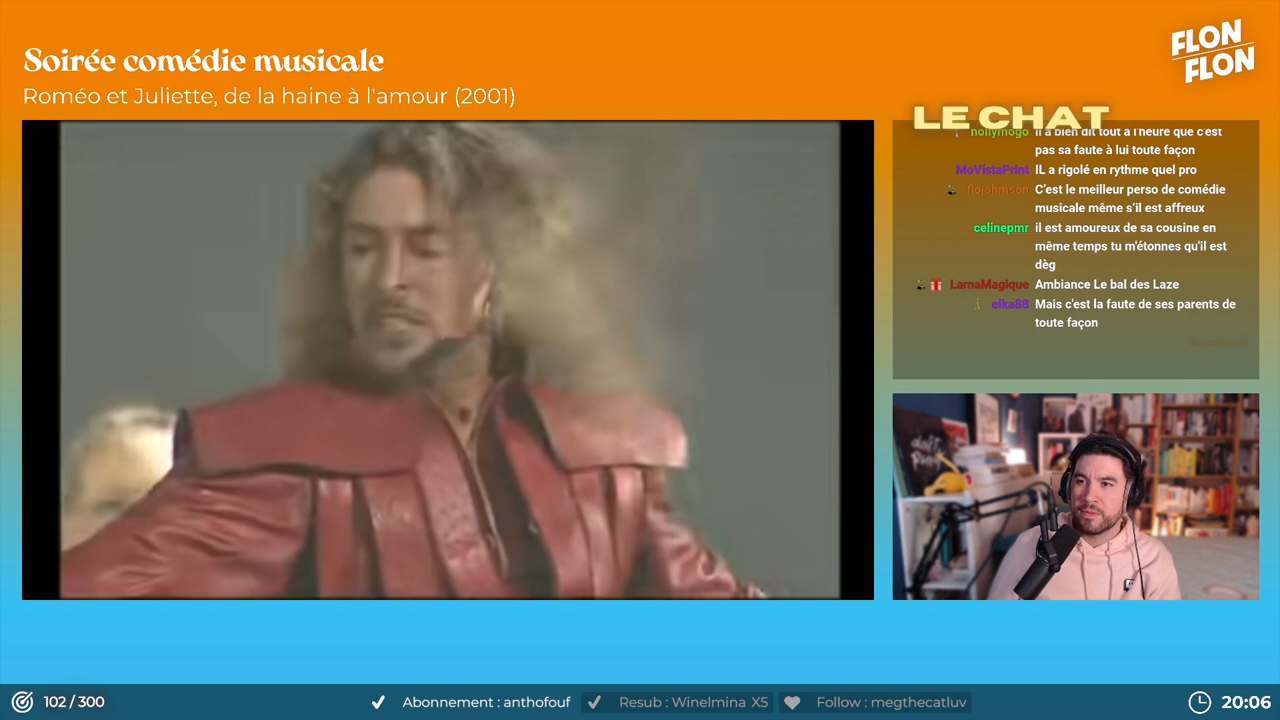 Soirée comédie musicale
Roméo et Juliette, de la haine à l'amour (2001)
FLON
FLON
LE CHAT
hollymogo Il a bien dit tout à l'heure que c'est
pas sa faute à lui toute façon
MoVistaPrint IL a rigolé en rythme quel pro
flojohmson C'est le meilleur perso de comédie
musicale même s'il est affreux
celinepmr il est amoureux de sa cousine en
même temps tu m'étonnes qu'il est
dèg
LamaMagique Ambiance Le bal des Laze
elka88 Mais c'est la faute de ses parents de
toute façon
daft
punk
102 / 300
Abonnement : anthofouf
Resub : Winelmina X5
Follow : megthecatluv
20:06